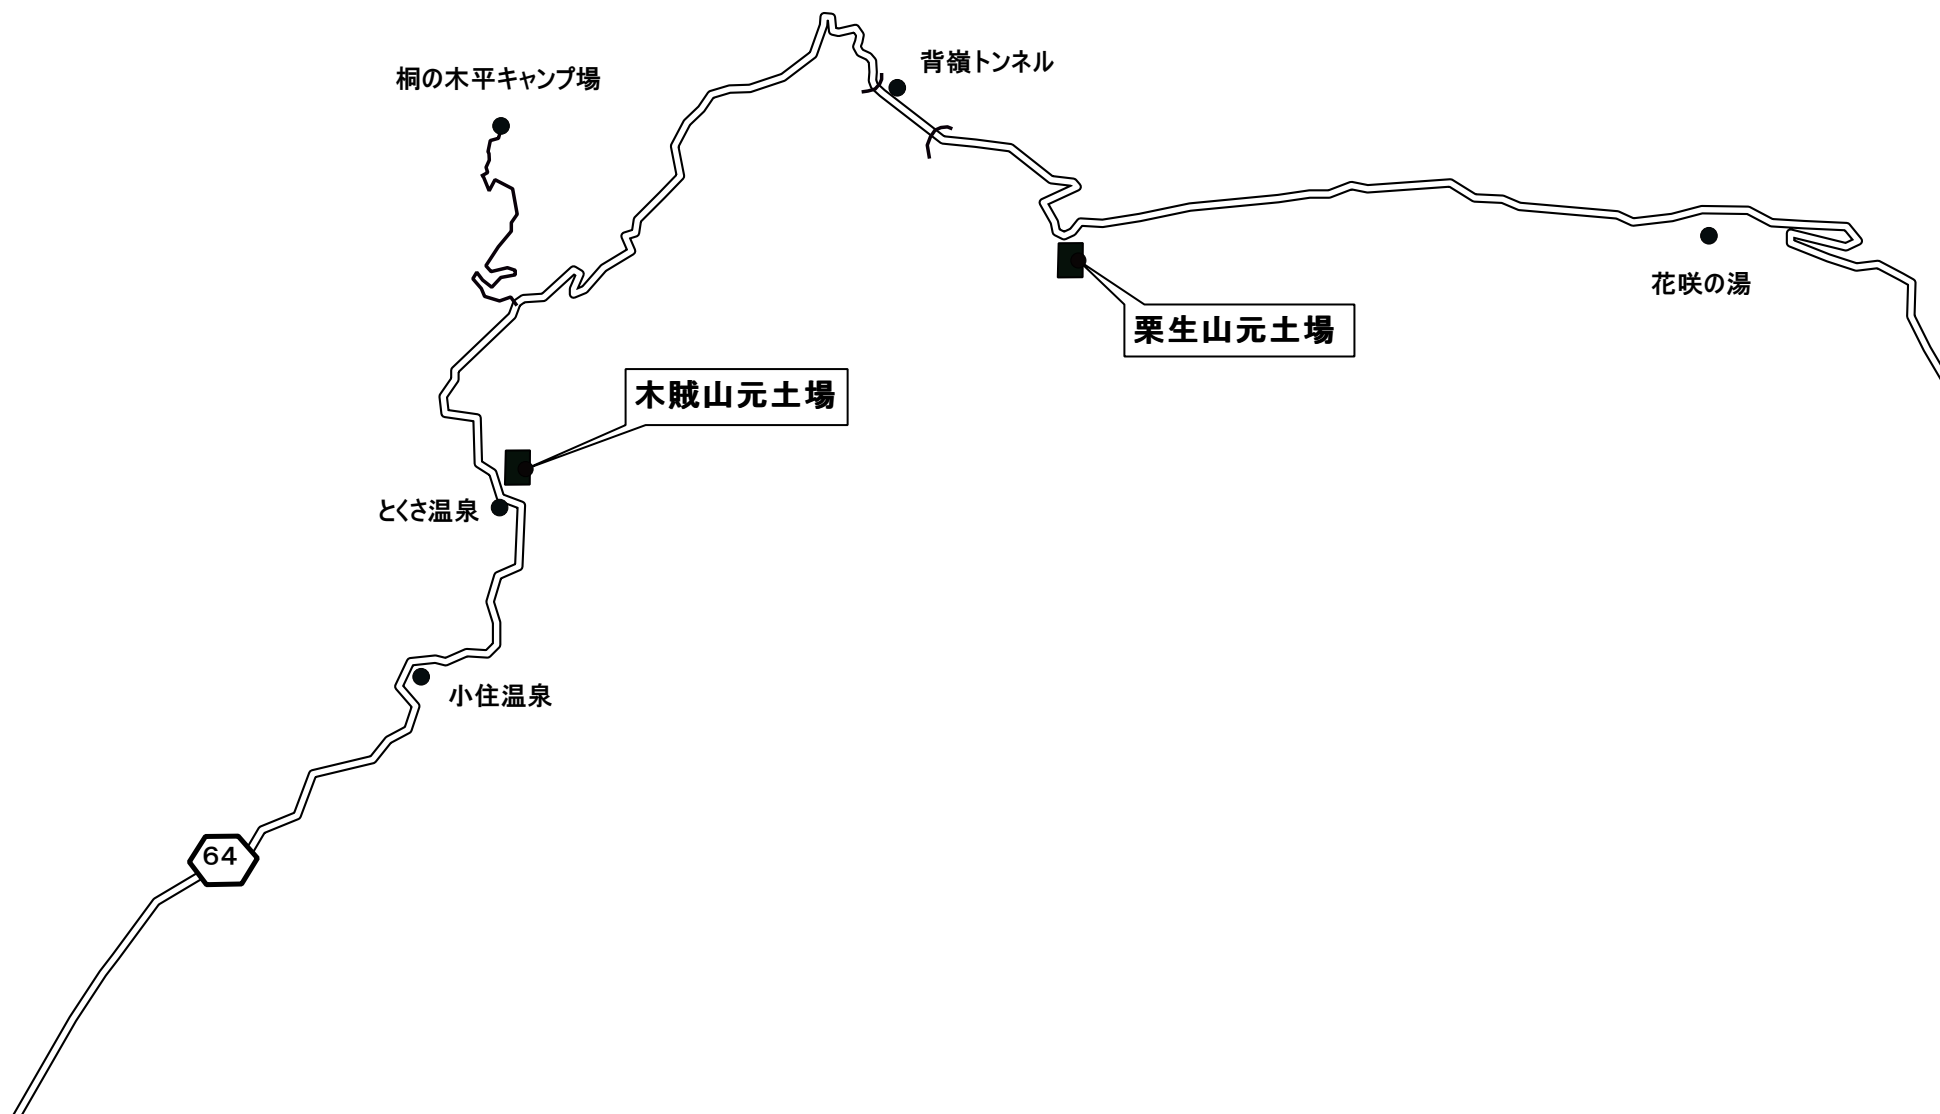 背嶺トンネル
桐の木平キャンプ場
花咲の湯
栗生山元土場
木賊山元土場
とくさ温泉
小住温泉
64